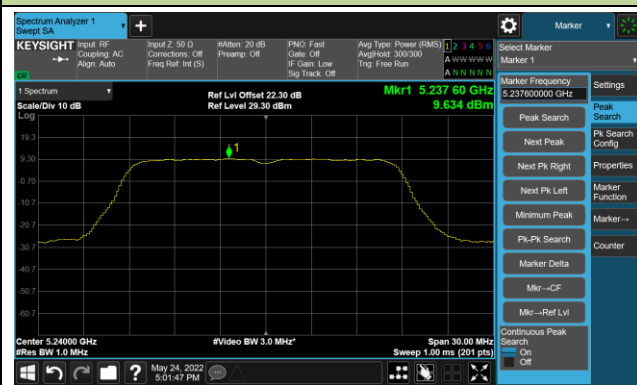 Spectrum Analyzer 1
Swept SA
+
Marker
KEYSIGHT
Input: RF
Coupling: AC
Align: Auto
Input Z: 50 Ω
Corrections: Off
Freq Ref: Int (S)
#Atten: 20 dB
Preamp: Off
PNO: Fast
Gate: Off
IF Gain: Low
Sig Track: Off
Avg Type: Power (RMS)
Avg|Hold: 300/300
Trig: Free Run
1 2 3 4 5 6
A W W W W W
A N N N N N
Select Marker
Marker 1
1 Spectrum
Scale/Div 10 dB
Log
Ref Lvl Offset 22.30 dB
Ref Level 29.30 dBm
Mkr1 5.237 60 GHz
9.634 dBm
1
19.3
9.30
-0.70
-10.7
-20.7
-30.7
-40.7
-50.7
-60.7
Center 5.24000 GHz
#Res BW 1.0 MHz
#Video BW 3.0 MHz*
Span 30.00 MHz
Sweep 1.00 ms (201 pts)
Marker Frequency
5.237600000 GHz
Peak Search
Next Peak
Next Pk Right
Next Pk Left
Minimum Peak
Pk-Pk Search
Marker Delta
Mkr→CF
Mkr→Ref Lvl
Continuous Peak
Search
On
Off
Settings
Peak
Search
Pk Search
Config
Properties
Marker
Function
Marker→
Counter
?
May 24, 2022
5:01:47 PM